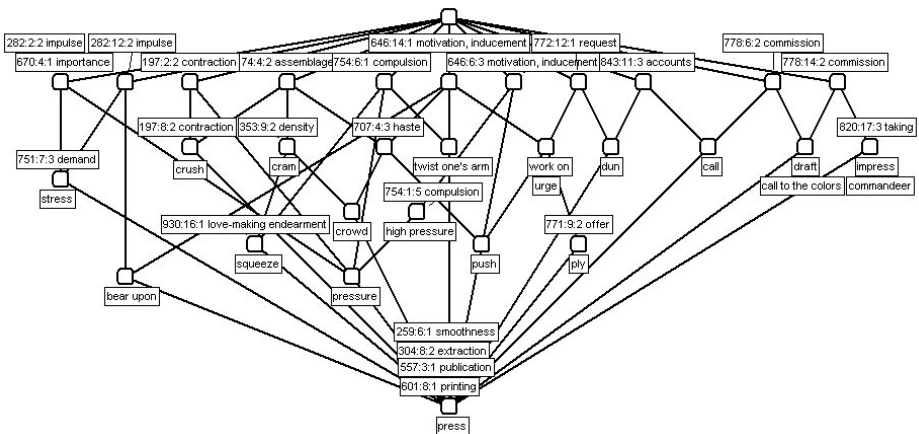 282:2:2 impulse
282:12:2 impulse
646:14:1 motivation, inducement
772:12:1 request
778:6:2 commission
670:4:1 importance
197:2:2 contraction
74:4:2 assemblage
754:6:1 compulsion
646:6:3 motivation, inducement
843:11:3 accounts
778:14:2 commission
197:8:2 contraction
353:9:2 density
707:4:3 haste
820:17:3 taking
751:7:3 demand
crush
cram
twist one's arm
work on
dun
call
draft
impress
stress
754:1:5 compulsion
urge
call to the colors
commandeer
930:16:1 love-making endearment
crowd
high pressure
771:9:2 offer
squeeze
push
ply
bear upon
pressure
259:6:1 smoothness
304:8:2 extraction
557:3:1 publication
601:8:1 printing
press